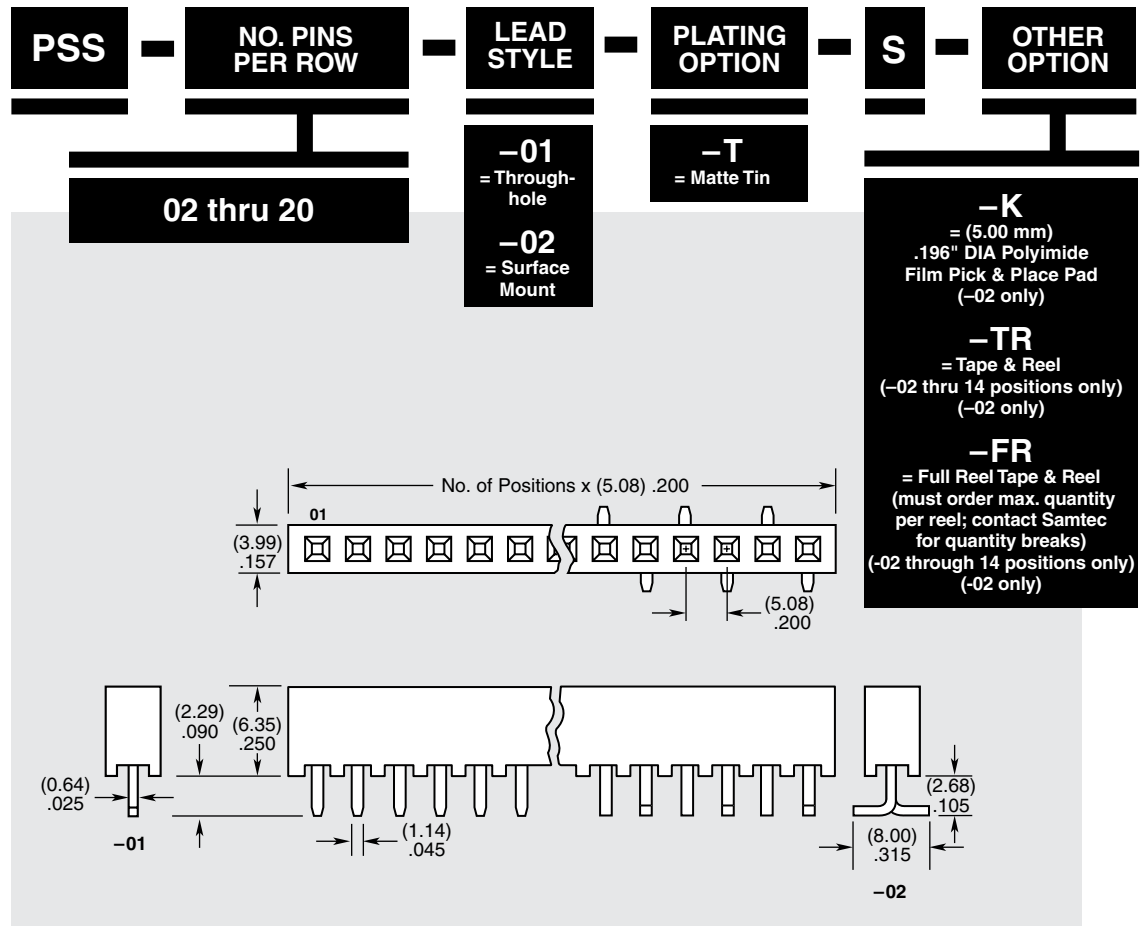 PSS
–
NO. PINS
PER ROW
–
LEAD
STYLE
–
PLATING
OPTION
–
S
–
OTHER
OPTION
02 thru 20
–01
= Through-
hole
–02
= Surface
Mount
–T
= Matte Tin
–K
= (5.00 mm)
.196" DIA Polyimide
Film Pick & Place Pad
(–02 only)
–TR
= Tape & Reel
(–02 thru 14 positions only)
(–02 only)
–FR
= Full Reel Tape & Reel
(must order max. quantity
per reel; contact Samtec
for quantity breaks)
(-02 through 14 positions only)
(-02 only)
No. of Positions x (5.08) .200
01
(3.99)
.157
(5.08)
.200
(2.29)
.090
(6.35)
.250
(0.64)
.025
–01
(1.14)
.045
(2.68)
.105
(8.00)
.315
–02